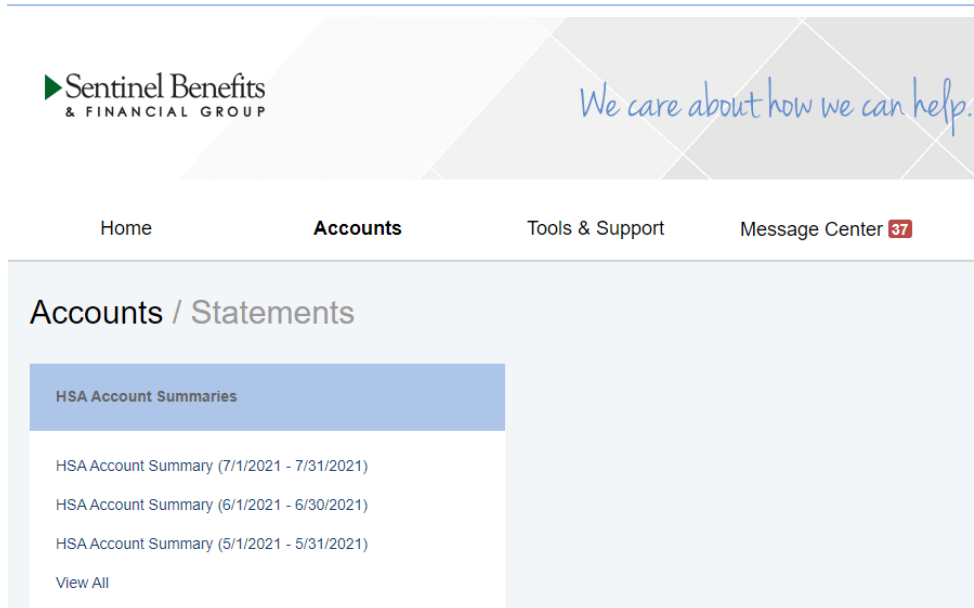 Sentinel Benefits
& FINANCIAL GROUP
We care about how we can help.
Home Accounts Tools & Support Message Center 37
Accounts / Statements
HSA Account Summaries
HSA Account Summary (7/1/2021 - 7/31/2021)
HSA Account Summary (6/1/2021 - 6/30/2021)
HSA Account Summary (5/1/2021 - 5/31/2021)
View All